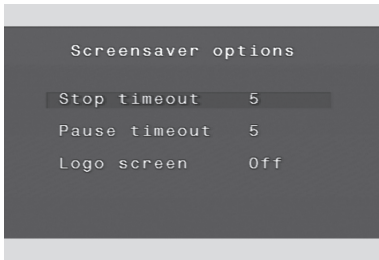 Screensaver options
Stop timeout 5
Pause timeout 5
Logo screen Off